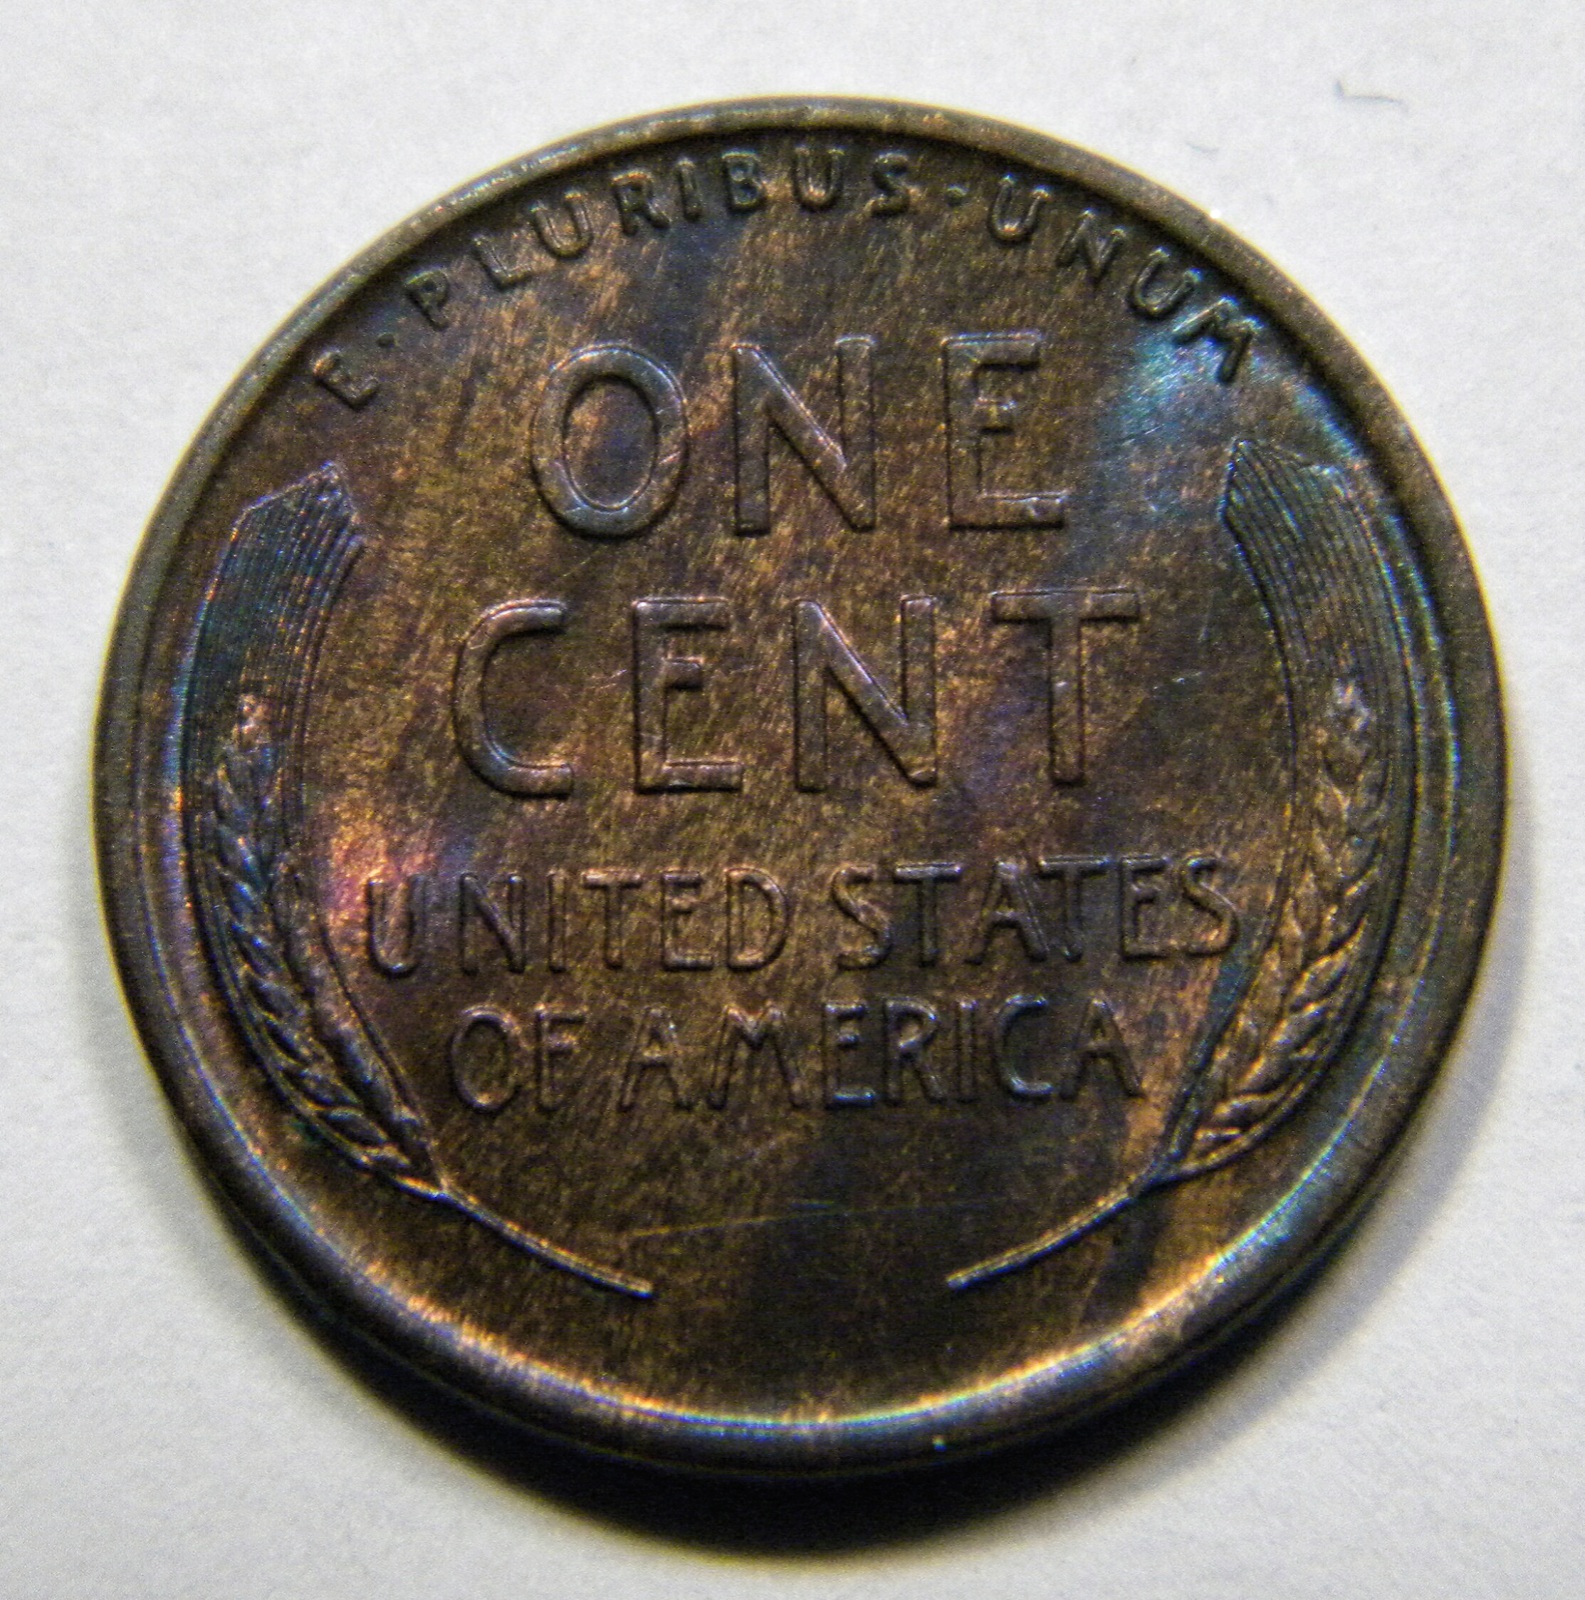 E·PLURIBUS·UNUM
ONE
CENT
UNITED STATES
OF AMERICA